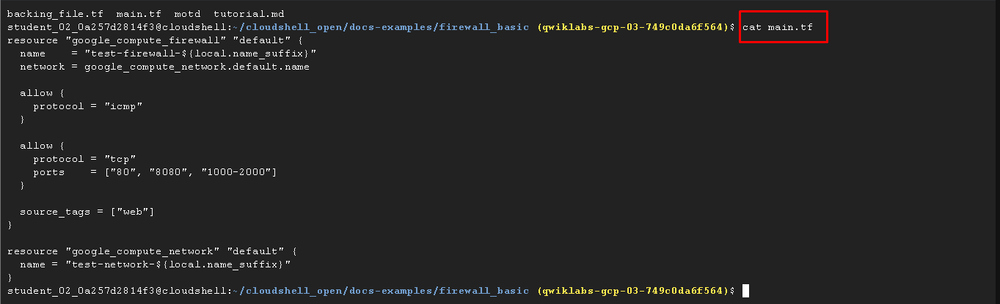 backing_file.tf  main.tf  motd  tutorial.md
student_02_0a257d2814f3@cloudshell:~/cloudshell_open/docs-examples/firewall_basic (qwiklabs-gcp-03-749c0da6f564)$ cat main.tf
resource "google_compute_firewall" "default" {
  name    = "test-firewall-${local.name_suffix}"
  network = google_compute_network.default.name

  allow {
    protocol = "icmp"
  }

  allow {
    protocol = "tcp"
    ports    = ["80", "8080", "1000-2000"]
  }

  source_tags = ["web"]
}

resource "google_compute_network" "default" {
  name = "test-network-${local.name_suffix}"
}
student_02_0a257d2814f3@cloudshell:~/cloudshell_open/docs-examples/firewall_basic (qwiklabs-gcp-03-749c0da6f564)$